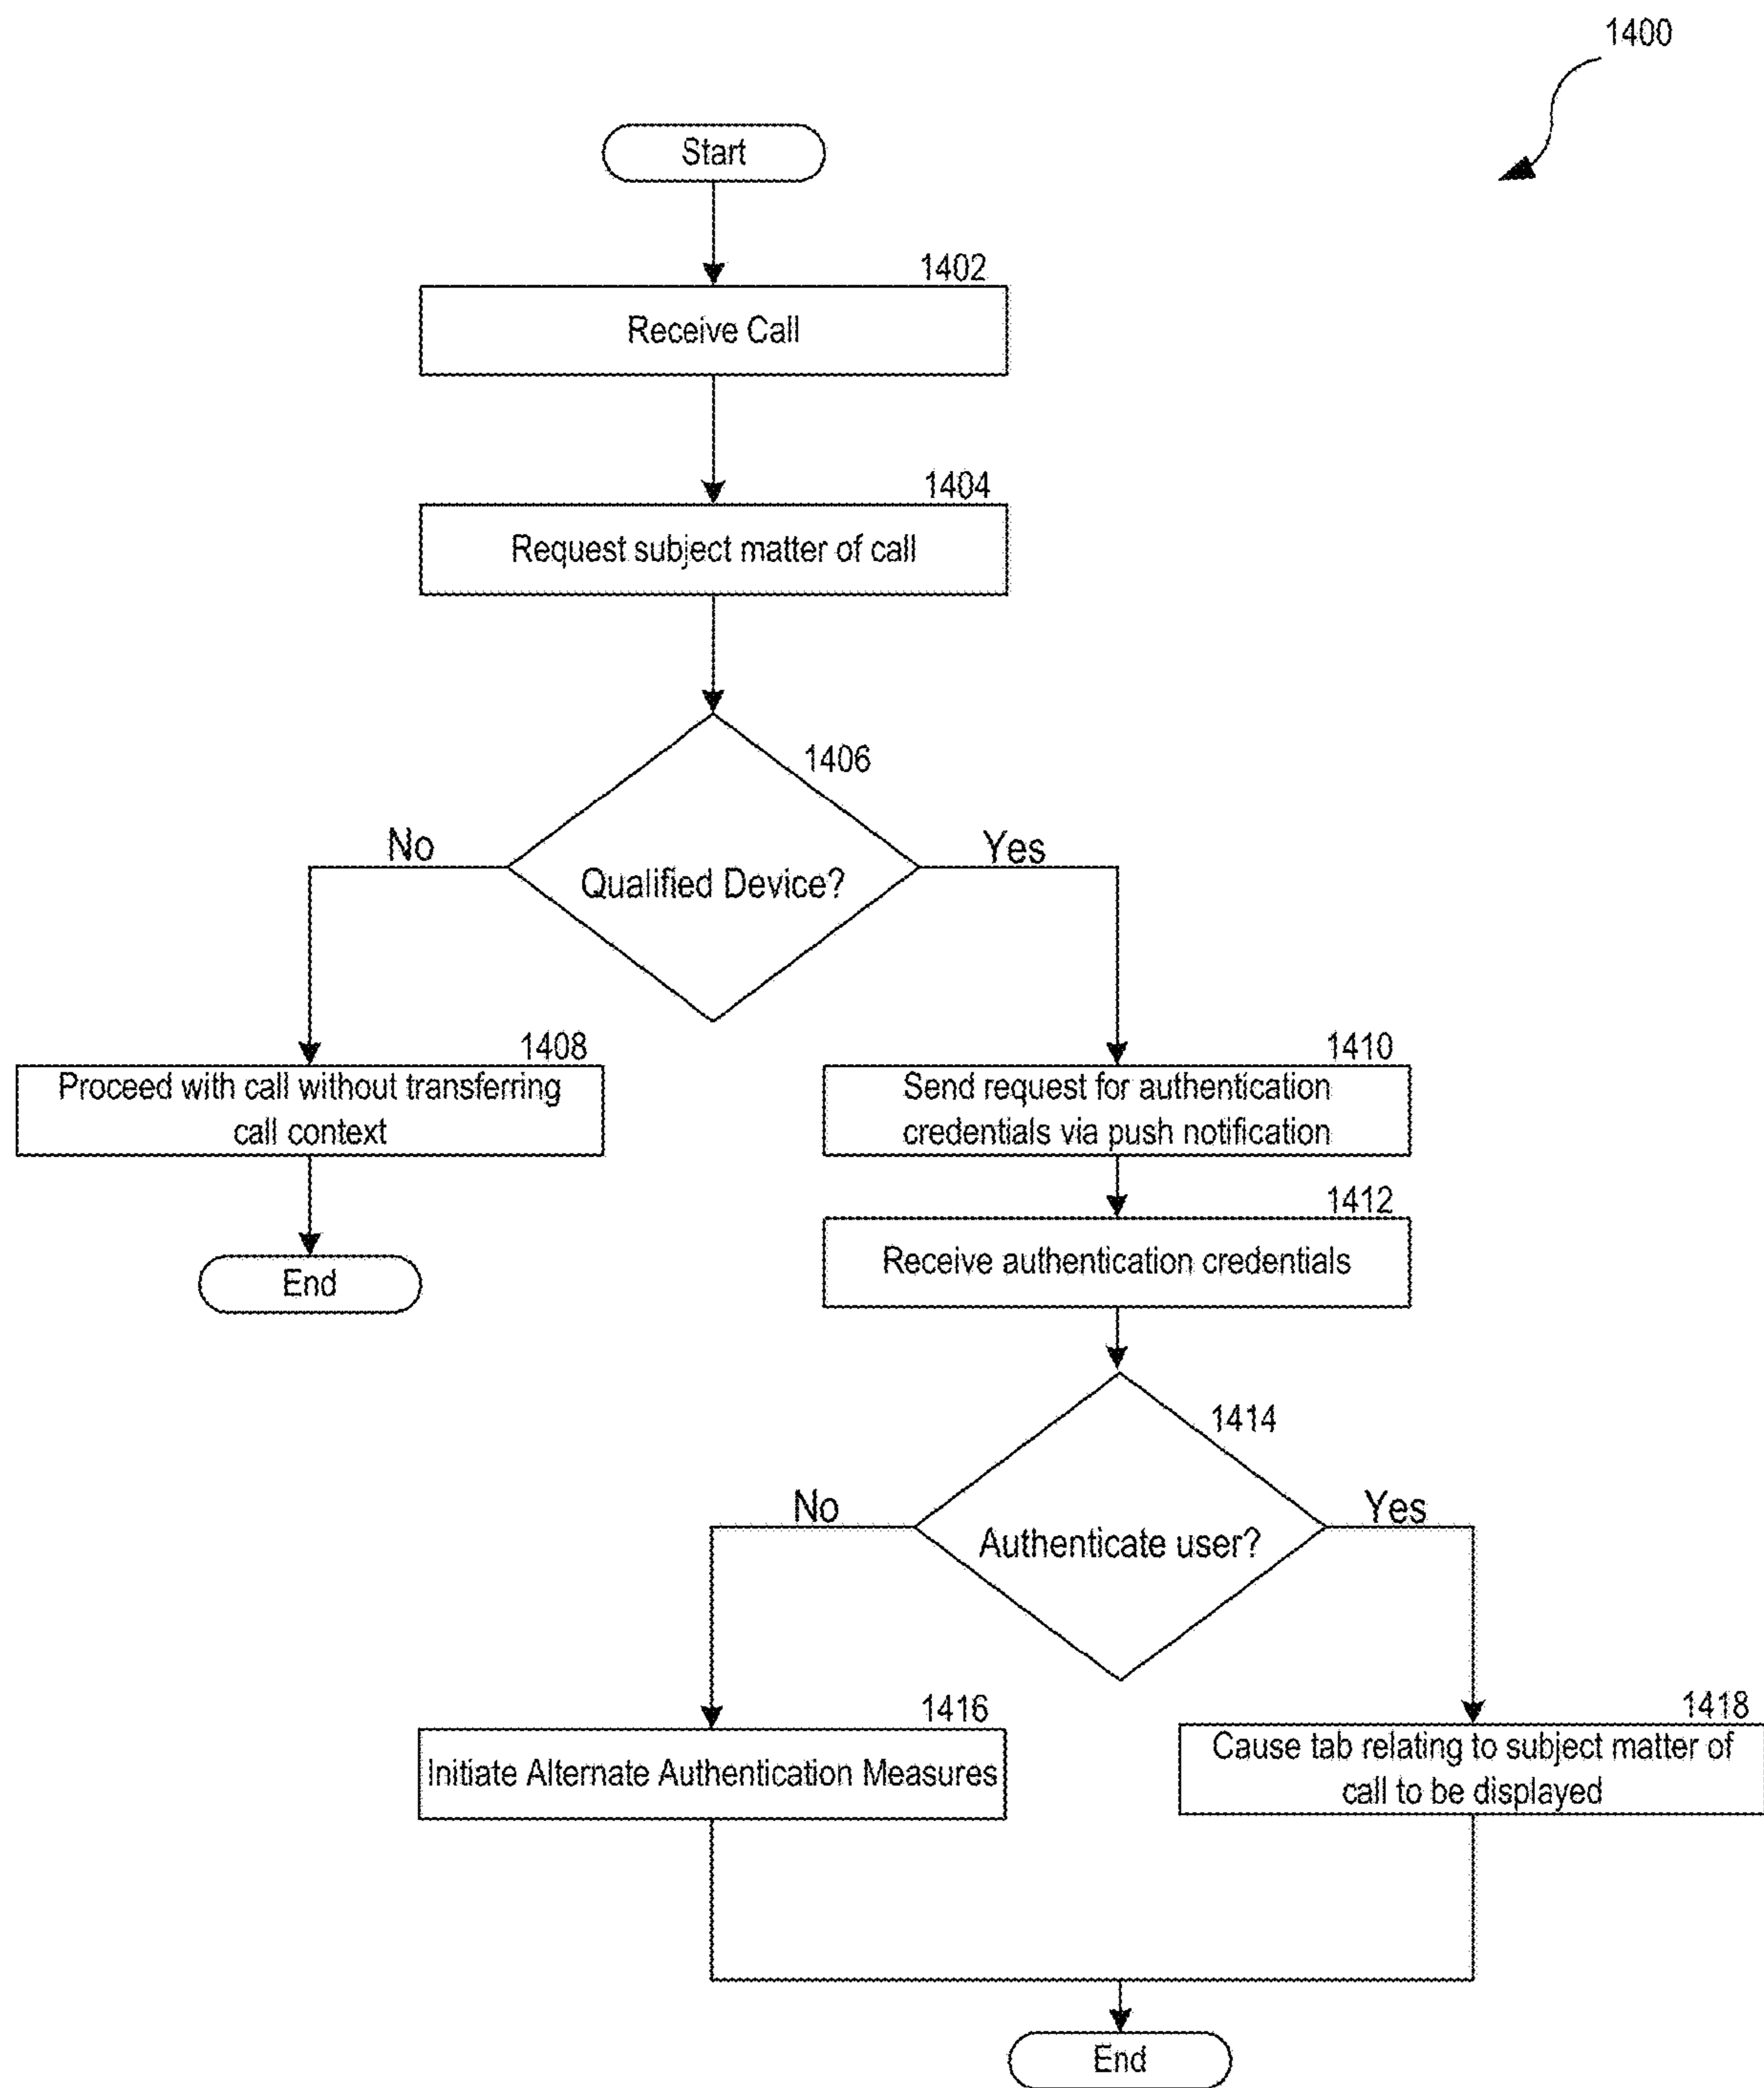 1400
Start
1402
Receive Call
1404
Request subject matter of call
1406
No
Yes
Qualified Device?
1408
Proceed with call without transferring
call context
End
1410
Send request for authentication
credentials via push notification
1412
Receive authentication credentials
1414
No
Yes
Authenticate user?
1416
Initiate Alternate Authentication Measures
1418
Cause tab relating to subject matter of
call to be displayed
End